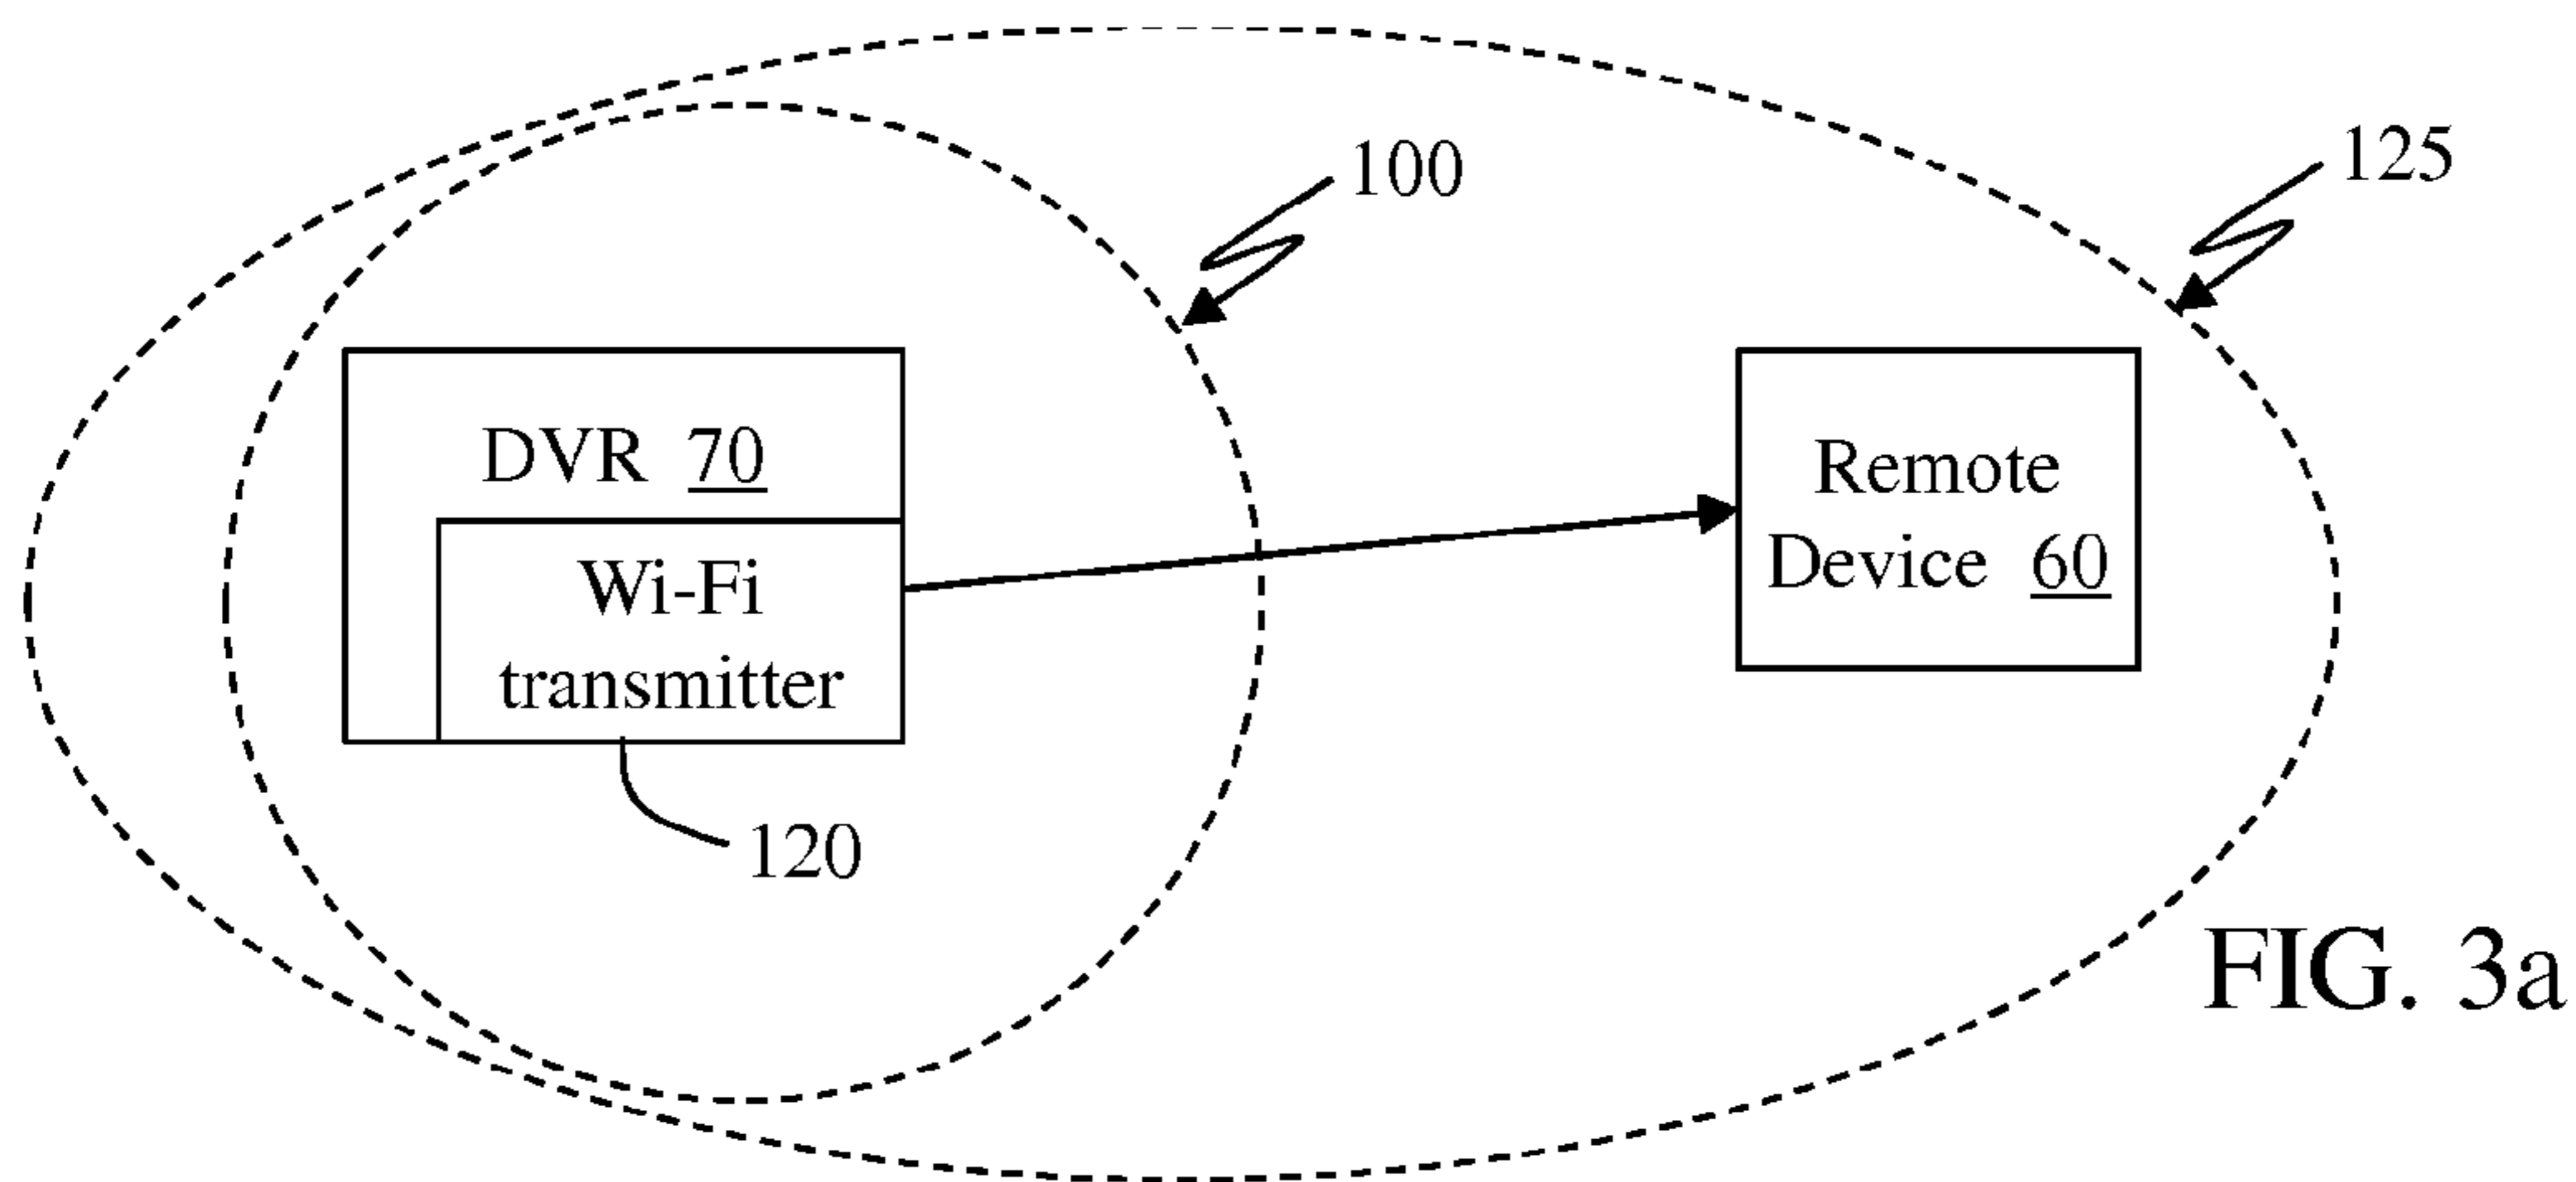 100
125
DVR 70
Wi-Fi
transmitter
120
Remote
Device 60
FIG. 3a